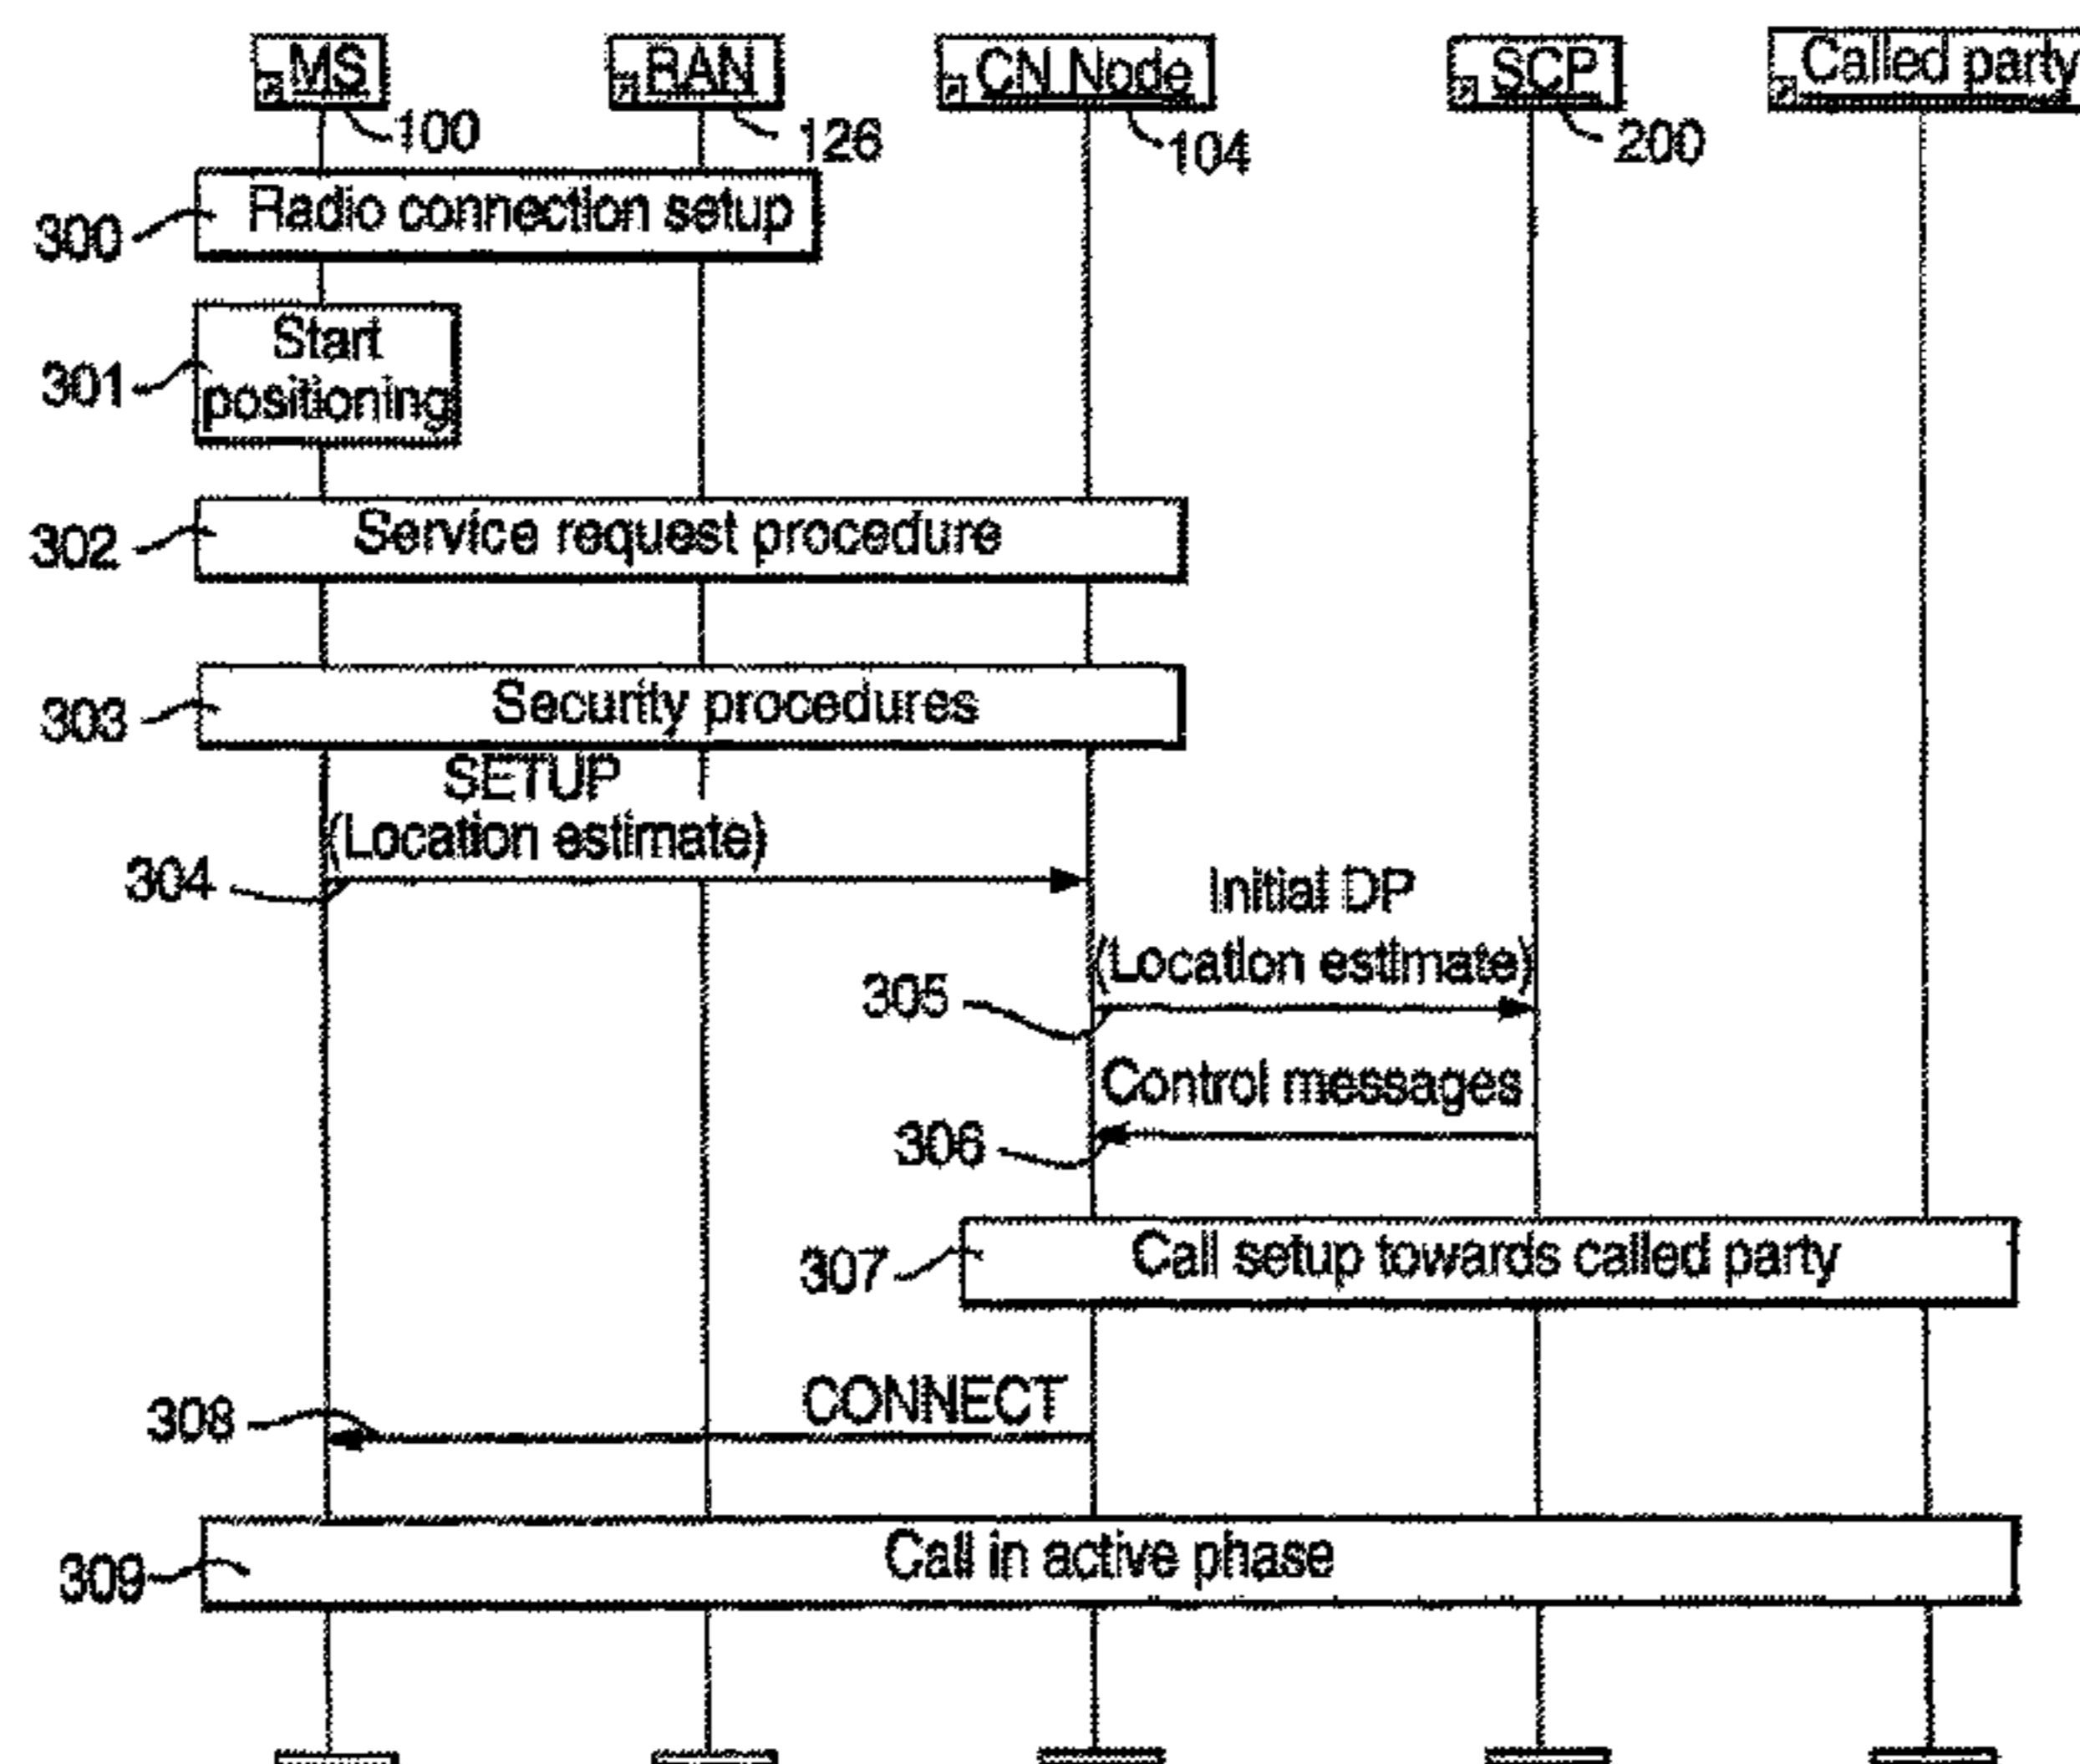 MS
RAN
CN Node
SCP
Called party
100
126
104
200
300
Radio connection setup
301
Start
positioning
302
Service request procedure
303
Security procedures
SETUP
(Location estimate)
304
Initial DP
(Location estimate)
305
Control messages
306
307
Call setup towards called party
CONNECT
308
309
Call in active phase